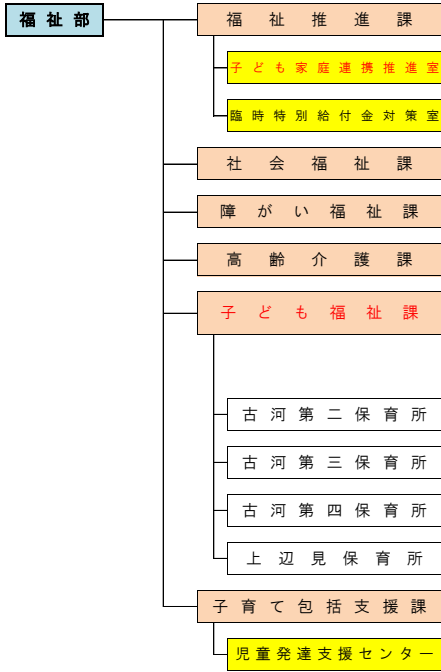 福祉部
福祉推進課
子ども家庭連携推進室
臨時特別給付金対策室
社会福祉課
障がい福祉課
高齢介護課
子ども福祉課
古河第二保育所
古河第三保育所
古河第四保育所
上辺見保育所
子育て包括支援課
児童発達支援センター